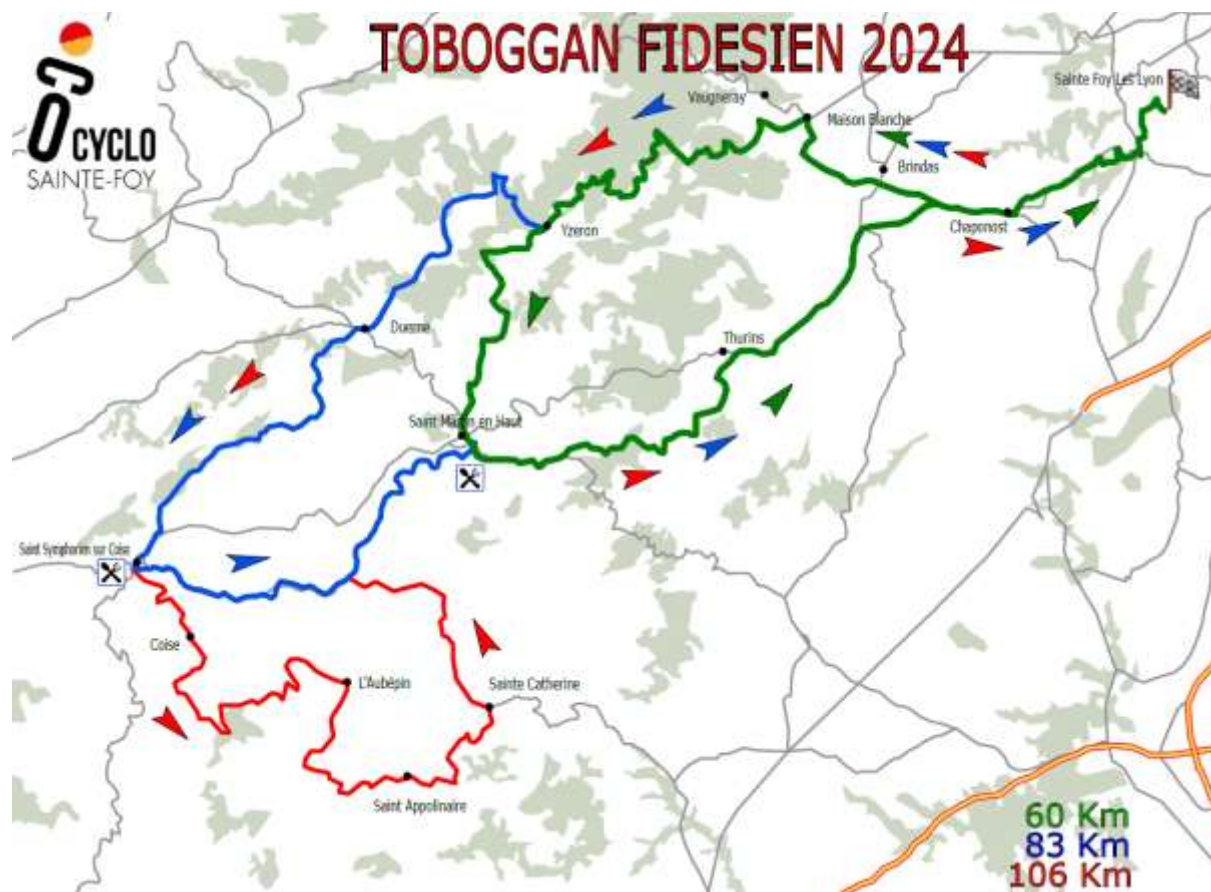 TOBOGGAN FIDESIEN 2024
CYCLO
SAINTE-FOY
Sainte Foy Les Lyon
Vaugneray
Maison Blanche
Brindas
Chaponost
Yzeron
Duerne
Thurins
Saint Martin en Haut
Saint Symphorien sur Coise
Coise
L'Aubépin
Sainte Catherine
Saint Appolinaire
60 Km
83 Km
106 Km